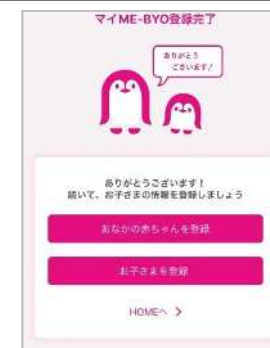 マイME-BYO登録完了
ありがとう
ございます!
ありがとうございます!
続いて、お子さまの情報を登録しましょう
おなかの赤ちゃんを登録
お子さまを登録
HOMEへ